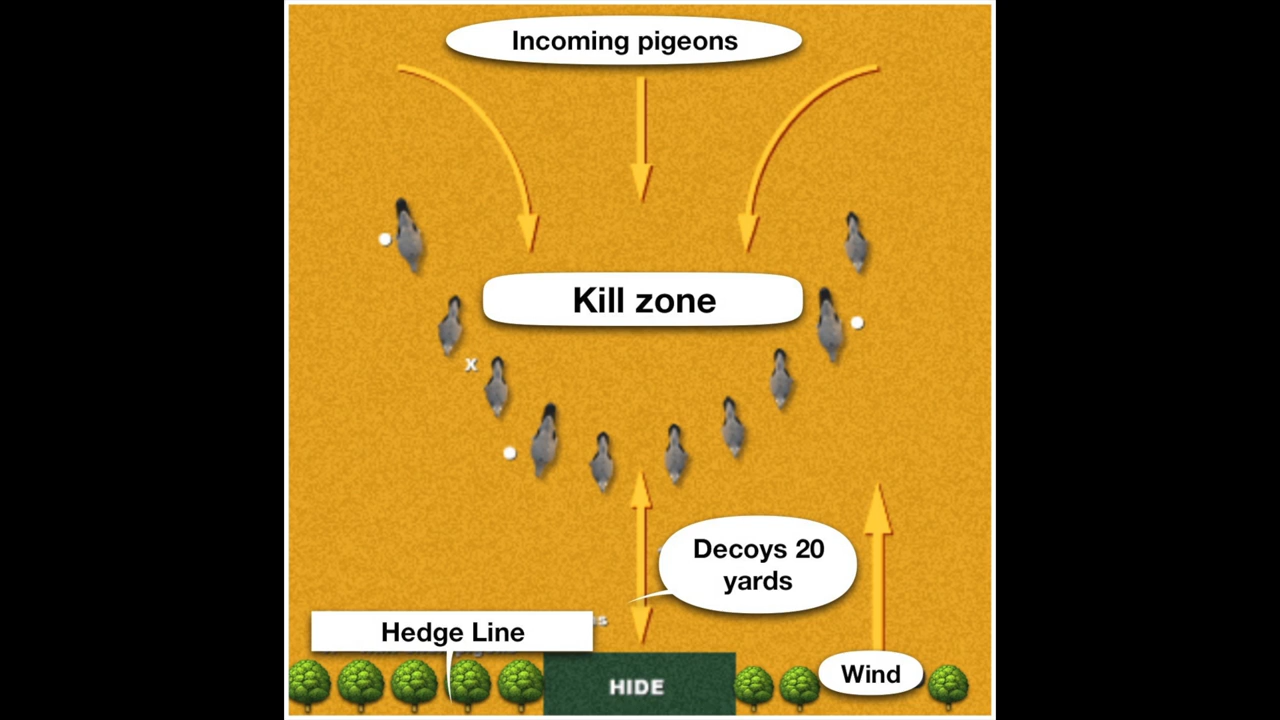 Incoming pigeons
Kill zone
x
Decoys 20
yards
Hedge Line
HIDE
Wind